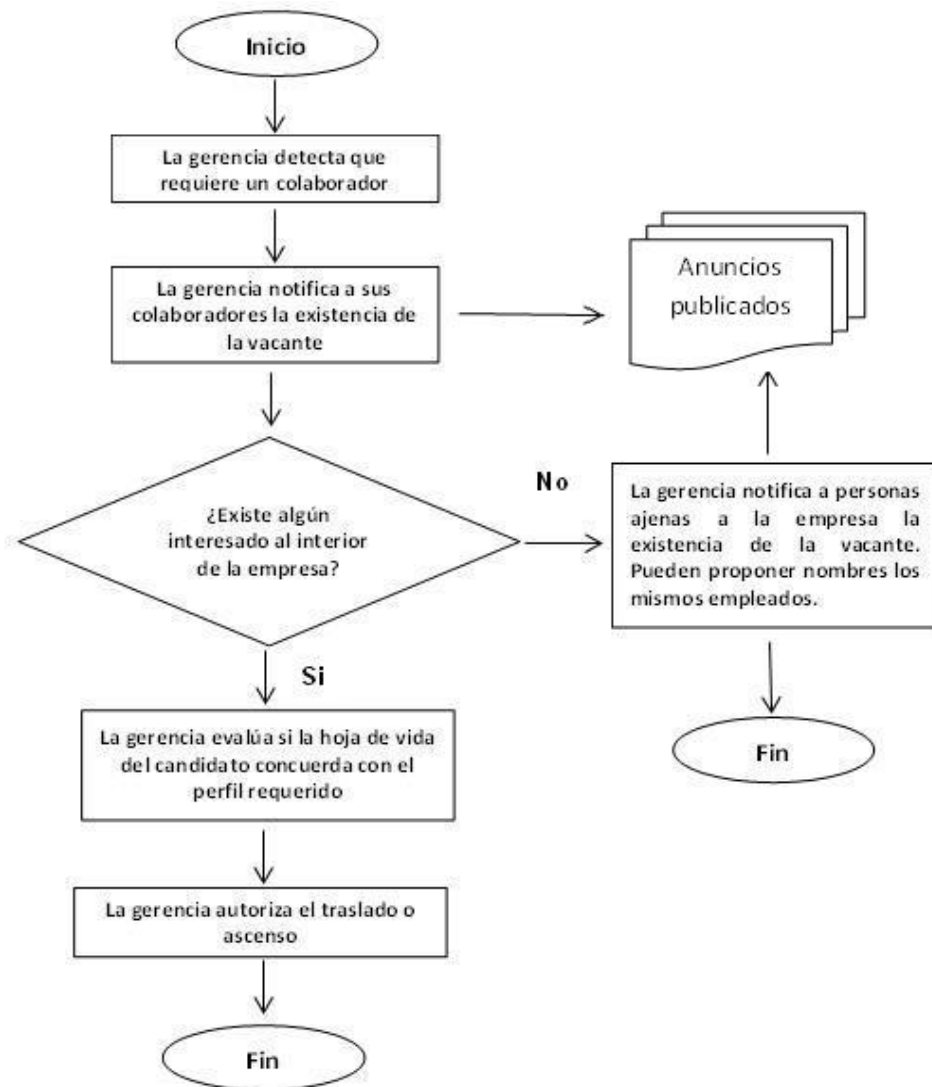 Inicio
La gerencia detecta que
requiere un colaborador
La gerencia notifica a sus
colaboradores la existencia de
la vacante
Anuncios
publicados
¿Existe algún
interesado al interior
de la empresa?
No
La gerencia notifica a personas
ajenas a la empresa la
existencia de la vacante.
Pueden proponer nombres los
mismos empleados.
Si
Fin
La gerencia evalúa si la hoja de vida
del candidato concuerda con el
perfil requerido
La gerencia autoriza el traslado o
ascenso
Fin